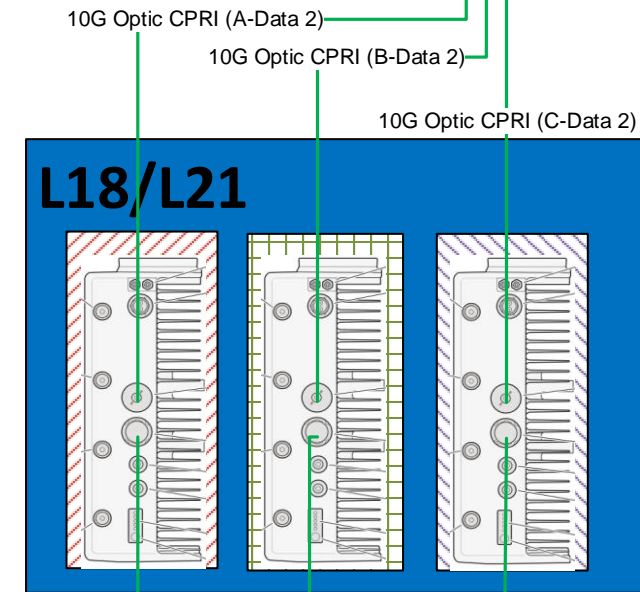 10G Optic CPRI (A-Data 2)
10G Optic CPRI (B-Data 2)
10G Optic CPRI (C-Data 2)
L18/L21